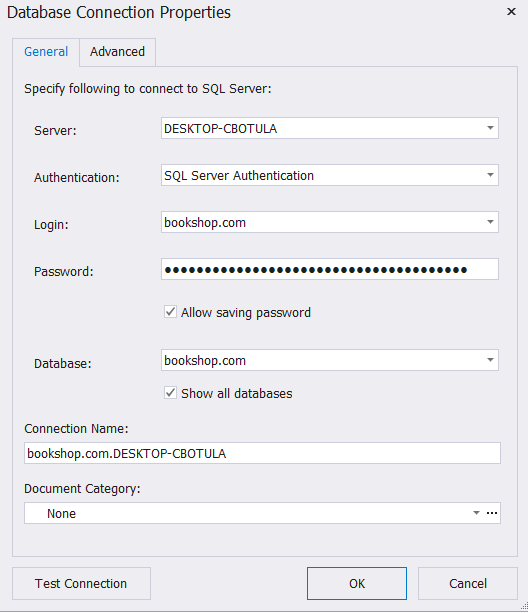 Database Connection Properties
General Advanced
Specify following to connect to SQL Server:
Server: DESKTOP-CBOTULA
Authentication: SQL Server Authentication
Login: bookshop.com
Password: ●●●●●●●●●●●●●●●●●●●●●●●●●●●●●●●●●●●●●●
Allow saving password
Database: bookshop.com
Show all databases
Connection Name:
bookshop.com.DESKTOP-CBOTULA
Document Category:
None ...
Test Connection OK Cancel